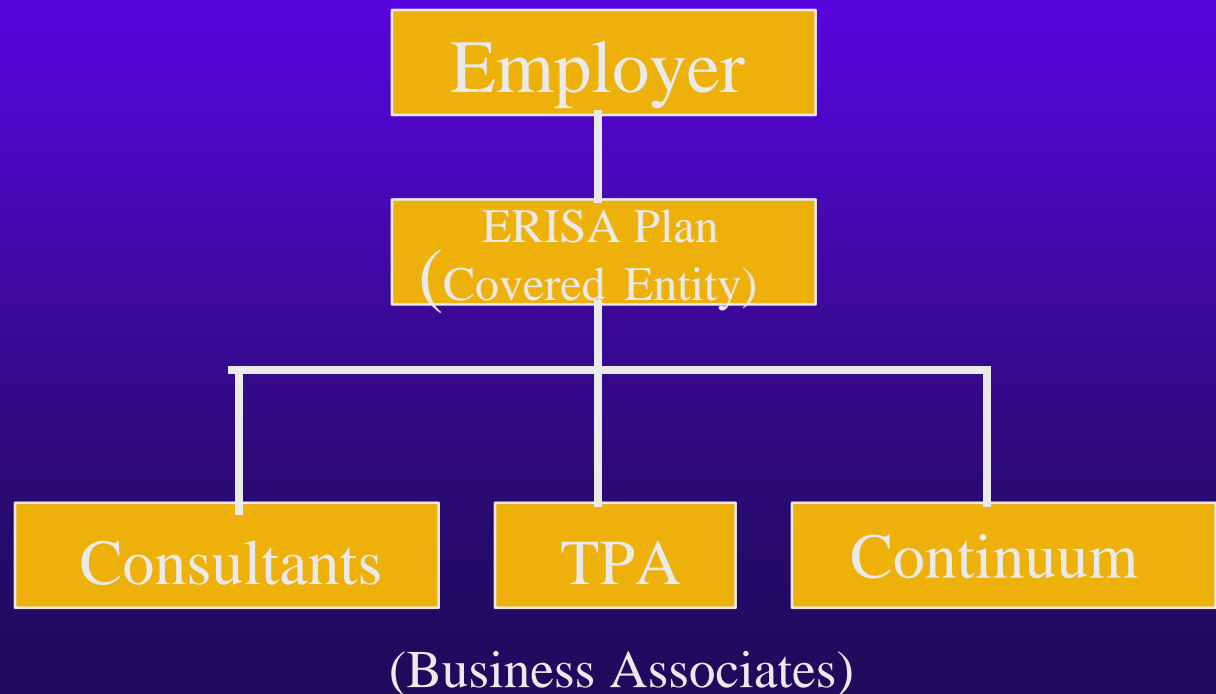 Employer
ERISA Plan
(Covered Entity)
Consultants
TPA
Continuum
(Business Associates)